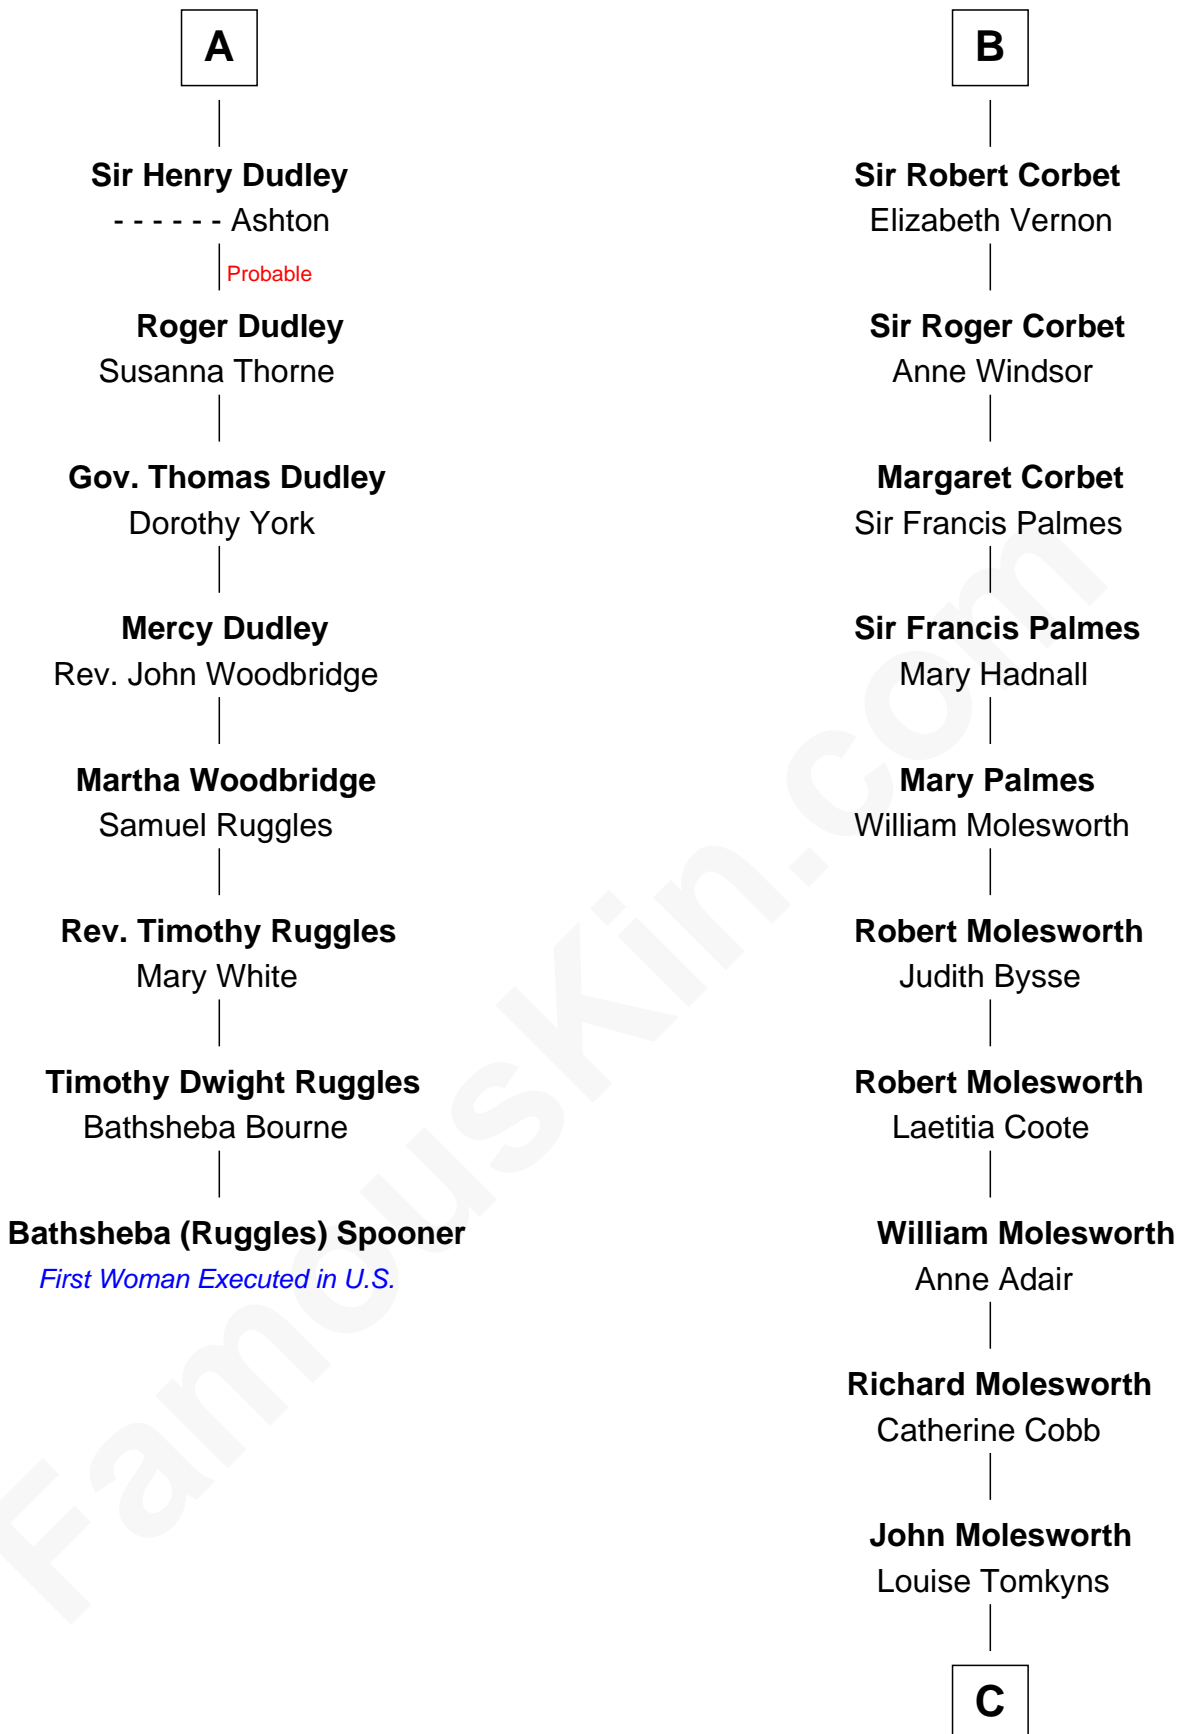 A
Sir Henry Dudley
- - - - - - Ashton
Probable
Roger Dudley
Susanna Thorne
Gov. Thomas Dudley
Dorothy York
Mercy Dudley
Rev. John Woodbridge
Martha Woodbridge
Samuel Ruggles
Rev. Timothy Ruggles
Mary White
Timothy Dwight Ruggles
Bathsheba Bourne
Bathsheba (Ruggles) Spooner
First Woman Executed in U.S.
B
Sir Robert Corbet
Elizabeth Vernon
Sir Roger Corbet
Anne Windsor
Margaret Corbet
Sir Francis Palmes
Sir Francis Palmes
Mary Hadnall
Mary Palmes
William Molesworth
Robert Molesworth
Judith Bysse
Robert Molesworth
Laetitia Coote
William Molesworth
Anne Adair
Richard Molesworth
Catherine Cobb
John Molesworth
Louise Tomkyns
C
FamousKin.com